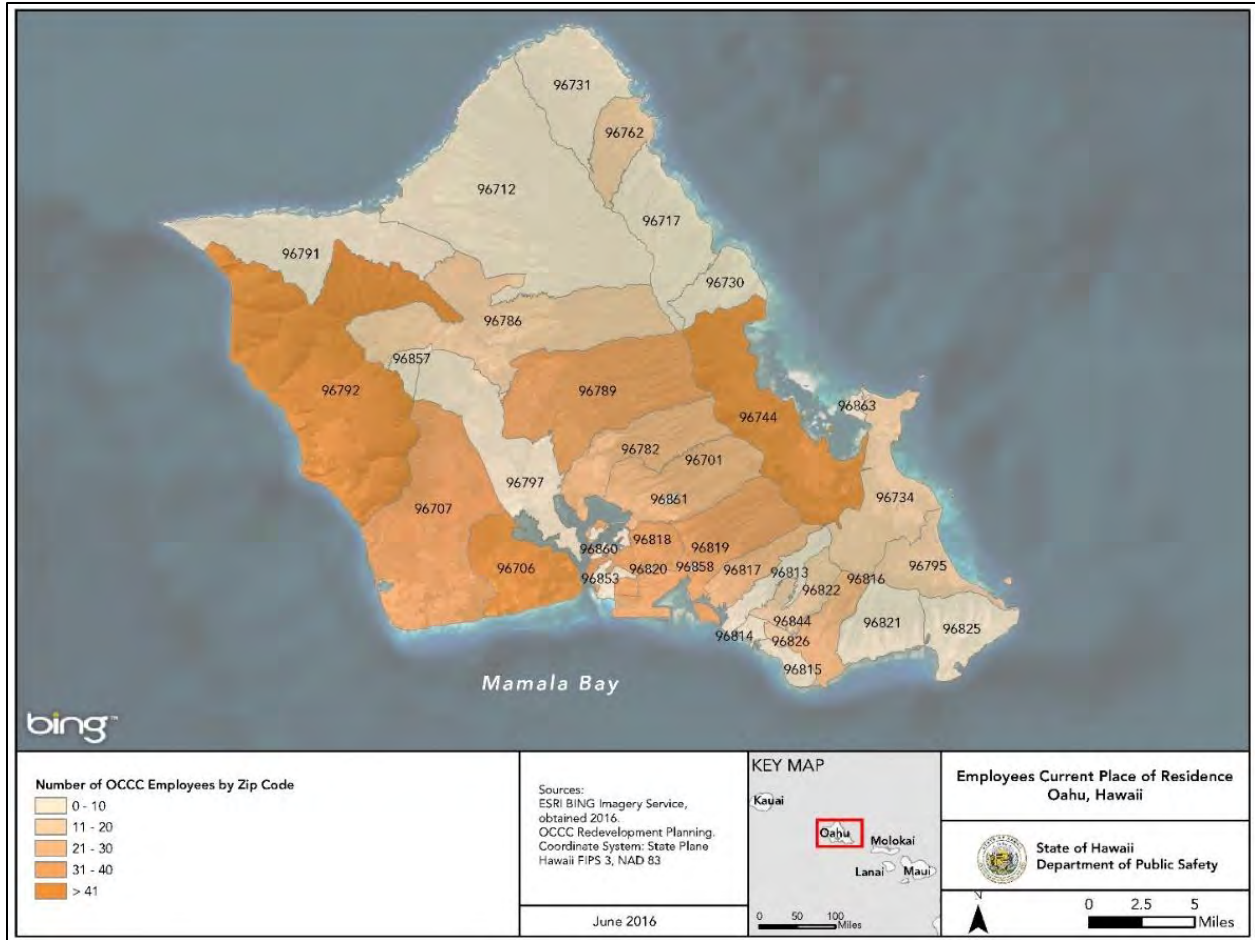 96731
96762
96712
96717
96791
96730
96786
96857
96792
96789
96863
96744
96782
96701
96734
96797
96861
96707
96818
96819
96860
96795
96706
96820
96858
96817
96813
96816
96853
96822
96844
96821
96825
96814
96826
96815
Mamala Bay
bing™
Number of OCCC Employees by Zip Code
0 - 10
11 - 20
21 - 30
31 - 40
> 41
Sources:
ESRI BING Imagery Service,
obtained 2016.
OCCC Redevelopment Planning.
Coordinate System: State Plane
Hawaii FIPS 3, NAD 83
June 2016
KEY MAP
Kauai
Oahu
Molokai
Lanai
Maui
0 50 100
Miles
Employees Current Place of Residence
Oahu, Hawaii
State of Hawaii
Department of Public Safety
N
0 2.5 5
Miles